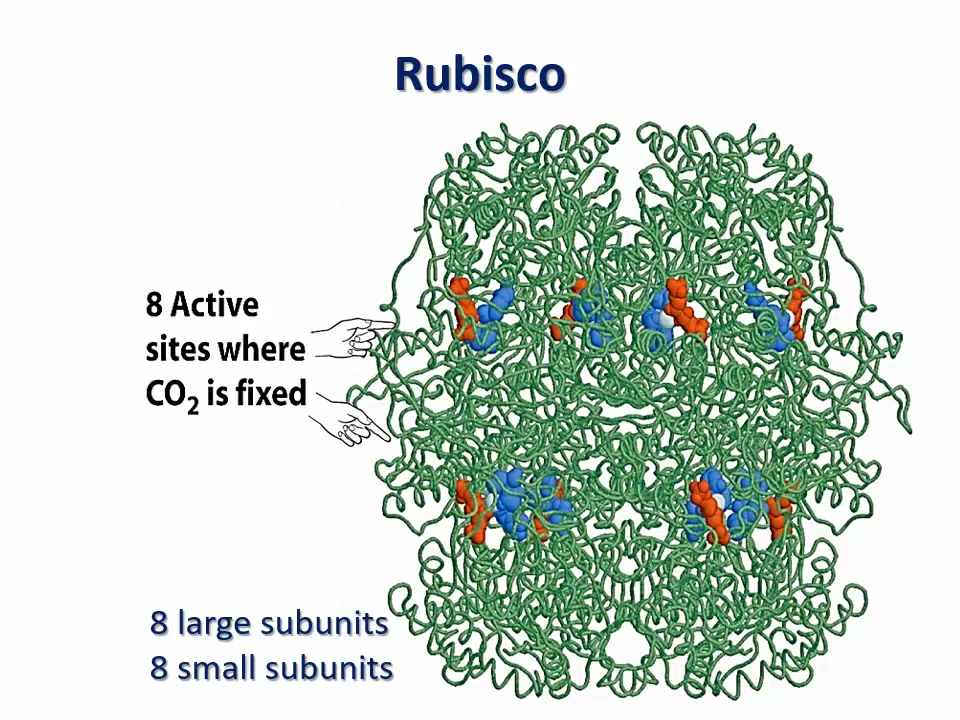 Rubisco
8 Active
sites where
CO₂ is fixed
8 large subunits
8 small subunits